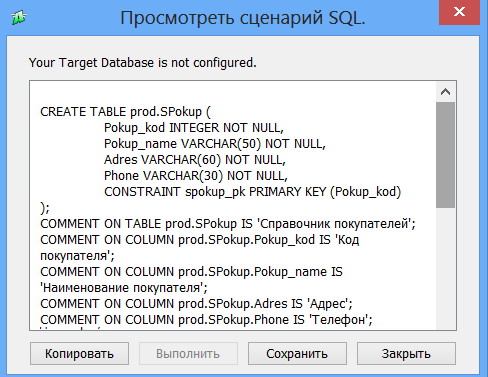 Просмотреть сценарий SQL.
Your Target Database is not configured.
CREATE TABLE prod.SPokup (
Pokup_kod INTEGER NOT NULL,
Pokup_name VARCHAR(50) NOT NULL,
Adres VARCHAR(60) NOT NULL,
Phone VARCHAR(30) NOT NULL,
CONSTRAINT spokup_pk PRIMARY KEY (Pokup_kod)
);
COMMENT ON TABLE prod.SPokup IS 'Справочник покупателей';
COMMENT ON COLUMN prod.SPokup.Pokup_kod IS 'Код
покупателя';
COMMENT ON COLUMN prod.SPokup.Pokup_name IS
'Наименование покупателя';
COMMENT ON COLUMN prod.SPokup.Adres IS 'Адрес';
COMMENT ON COLUMN prod.SPokup.Phone IS 'Телефон';
Копировать
Выполнить
Сохранить
Закрыть